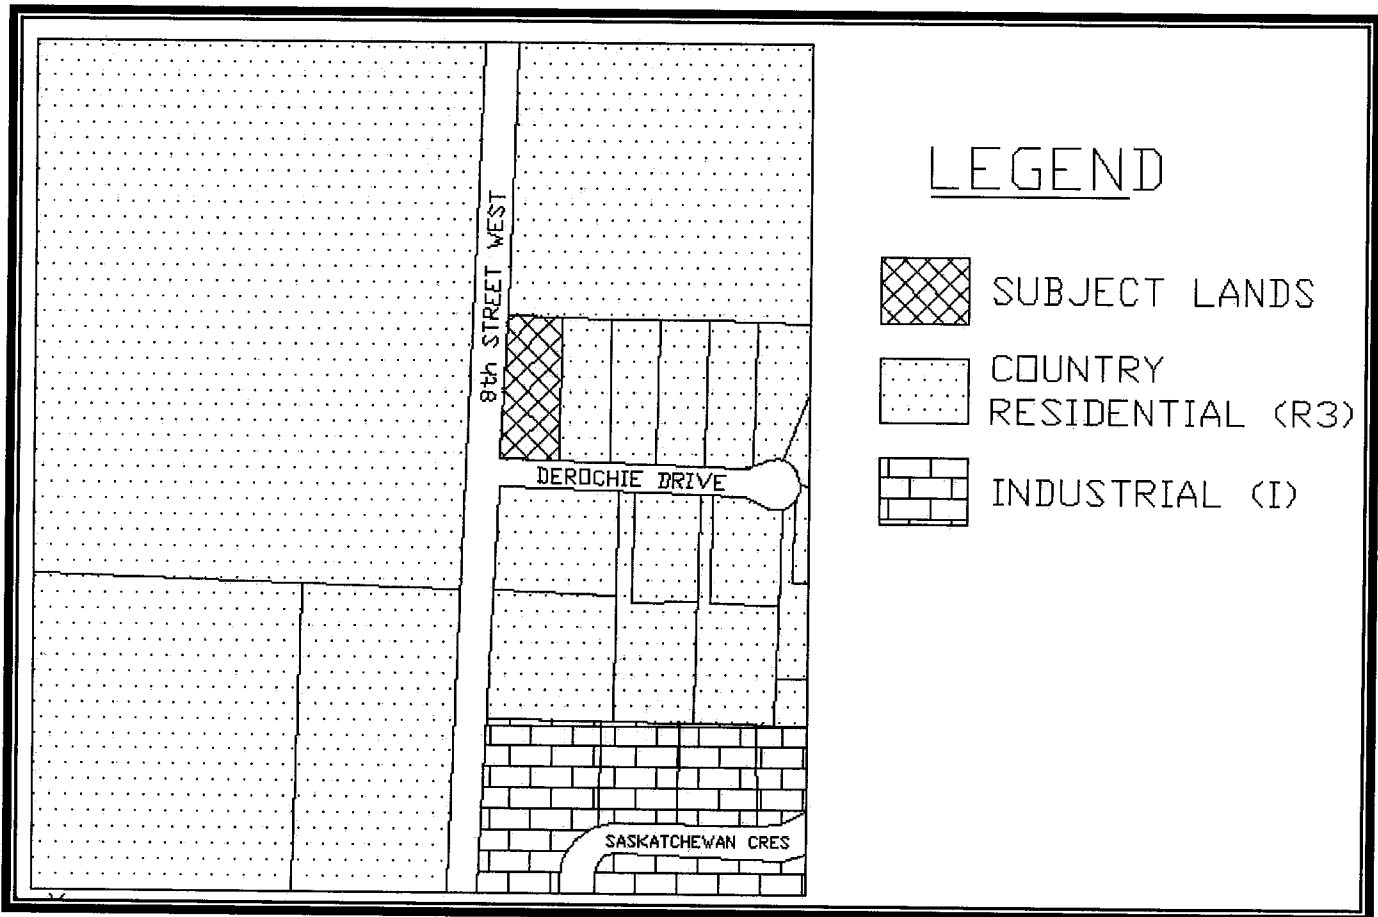 8th STREET WEST
DEROCHIE DRIVE
SASKATCHEWAN CRES
LEGEND
SUBJECT LANDS
COUNTRY
RESIDENTIAL (R3)
INDUSTRIAL (I)